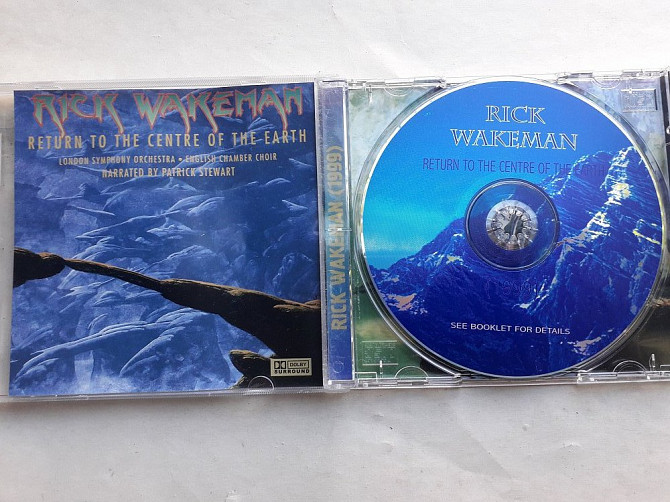 RICK WAKEMAN
RETURN TO THE CENTRE OF THE EARTH
LONDON SYMPHONY ORCHESTRA • ENGLISH CHAMBER CHOIR
NARRATED BY PATRICK STEWART
DOLBY
SURROUND
RICK WAKEMAN (1999)
RICK
WAKEMAN
RETURN TO THE CENTRE OF THE EARTH
SEE BOOKLET FOR DETAILS